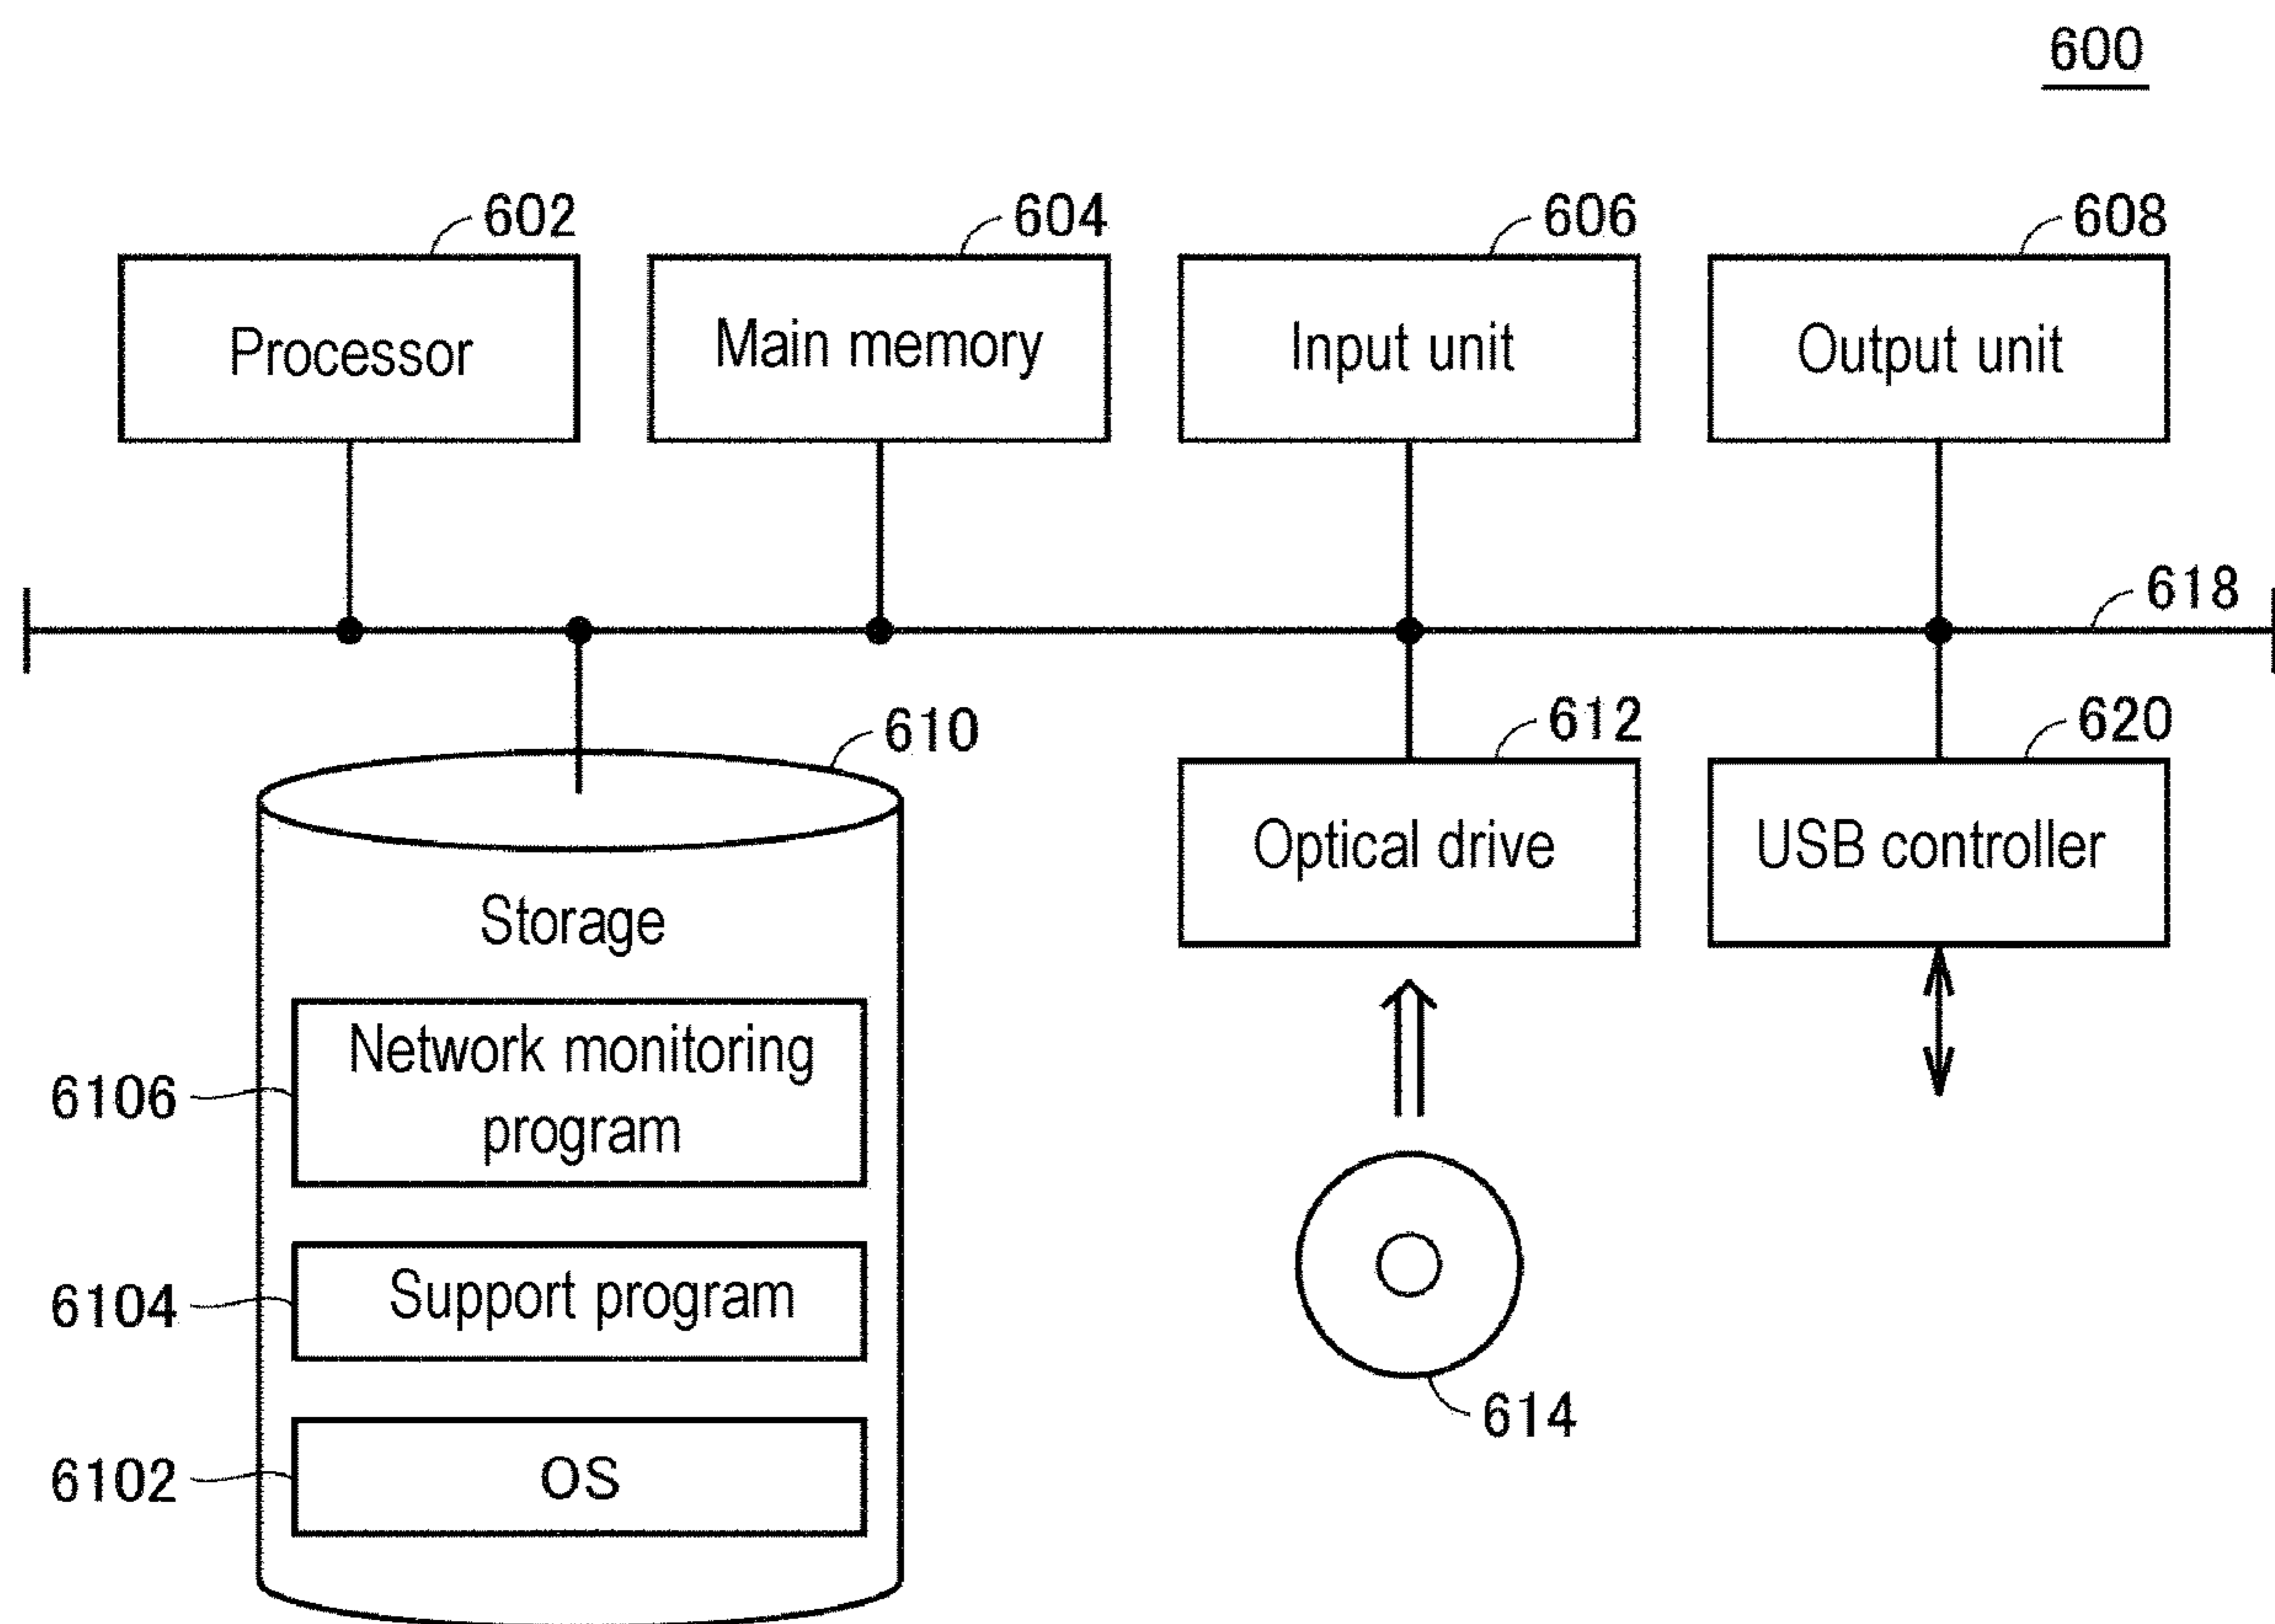 600
602
604
606
608
Processor
Main memory
Input unit
Output unit
618
610
612
620
Optical drive
USB controller
Storage
Network monitoring
program
6106
Support program
6104
614
OS
6102